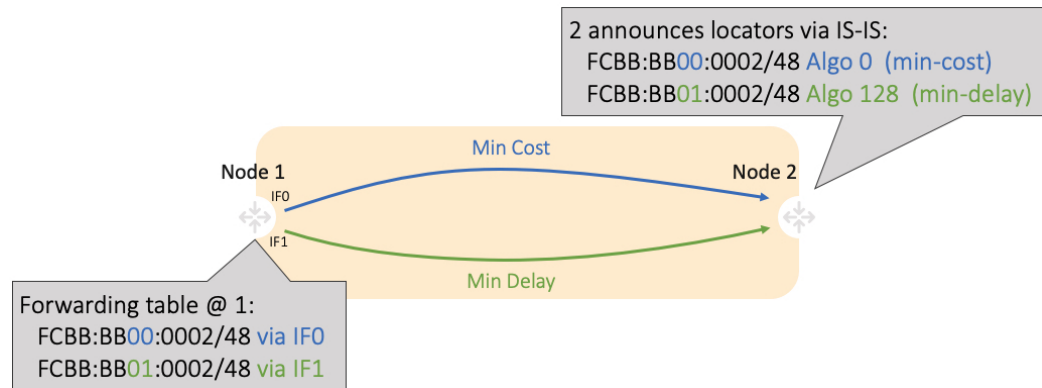 2 announces locators via IS-IS:
FCBB:BB00:0002/48 Algo 0 (min-cost)
FCBB:BB01:0002/48 Algo 128 (min-delay)
Min Cost
Node 1
Node 2
IF0
IF1
Min Delay
Forwarding table @ 1:
FCBB:BB00:0002/48 via IF0
FCBB:BB01:0002/48 via IF1